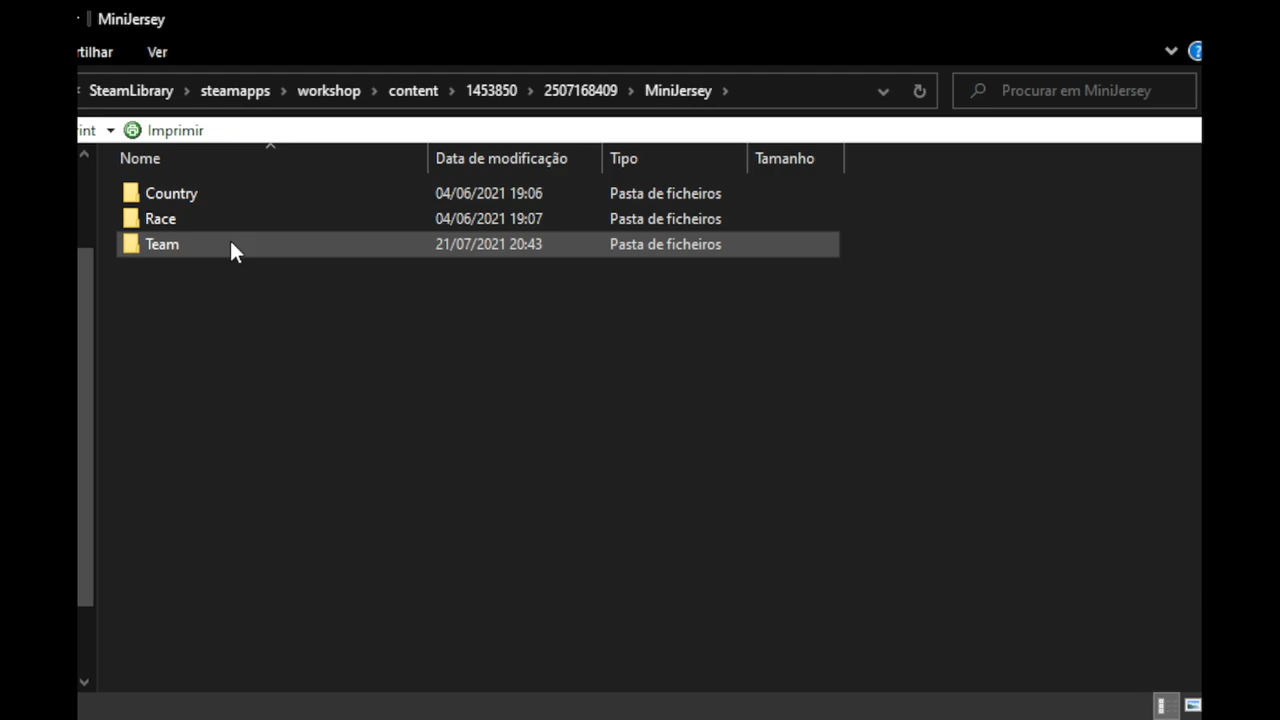 MiniJersey
rtilhar Ver
SteamLibrary > steamapps > workshop > content > 1453850 > 2507168409 > MiniJersey > Procurar em MiniJersey
int Imprimir
Nome Data de modificação Tipo Tamanho
Country 04/06/2021 19:06 Pasta de ficheiros
Race 04/06/2021 19:07 Pasta de ficheiros
Team 21/07/2021 20:43 Pasta de ficheiros